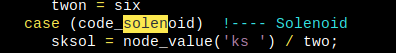 twon = six
case (code_solenoid)  !---- Solenoid
sksol = node_value('ks ') / two;